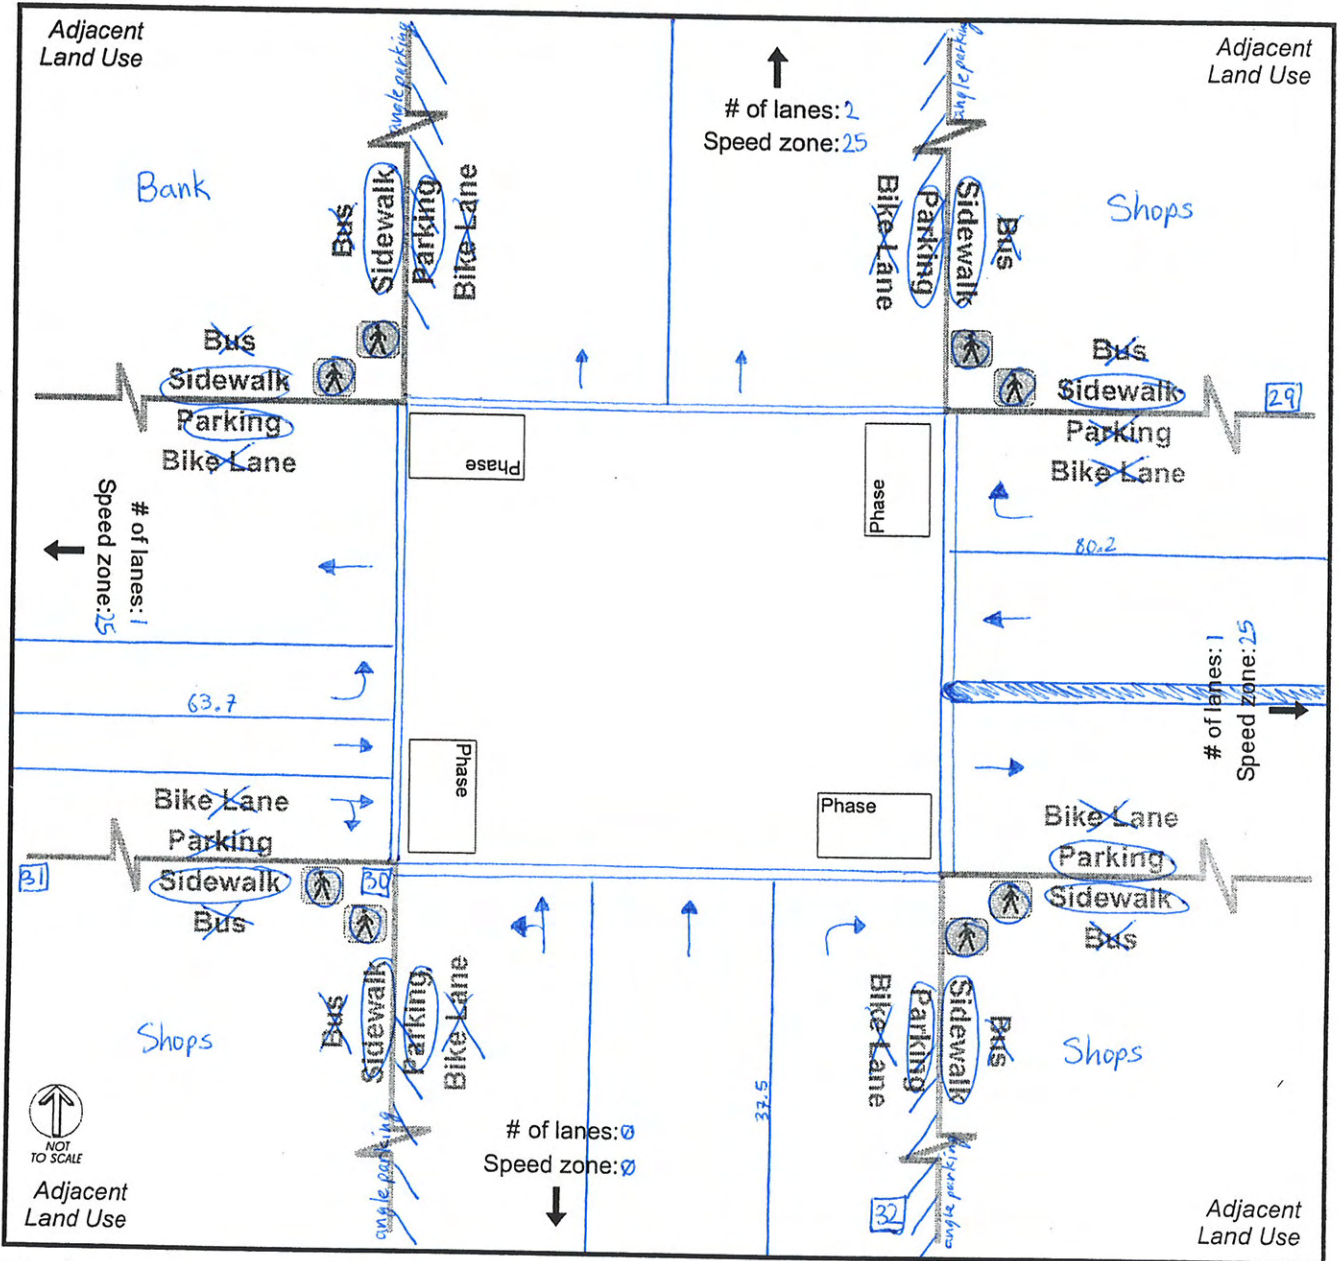 Adjacent
Land Use
angle parking
# of lanes: 2
Speed zone: 25
angle parking
Adjacent
Land Use
Bank
Bus
Sidewalk
Parking
Bike Lane
Bike Lane
Parking
Sidewalk
Bus
Shops
Bus
Sidewalk
Parking
Bike Lane
Bus
Sidewalk
29
Parking
Bike Lane
Phase
Phase
# of lanes: 1
Speed zone: 25
80.2
# of lanes: 1
Speed zone: 25
63.7
Phase
Phase
Bike Lane
Parking
Sidewalk
Bus
31
30
Bike Lane
Parking
Sidewalk
Bus
Shops
Bus
Sidewalk
Parking
Bike Lane
Bike Lane
Parking
Sidewalk
Bus
Shops
37.5
# of lanes: 0
Speed zone: 0
NOT
TO SCALE
angle parking
32
angle parking
Adjacent
Land Use
Adjacent
Land Use